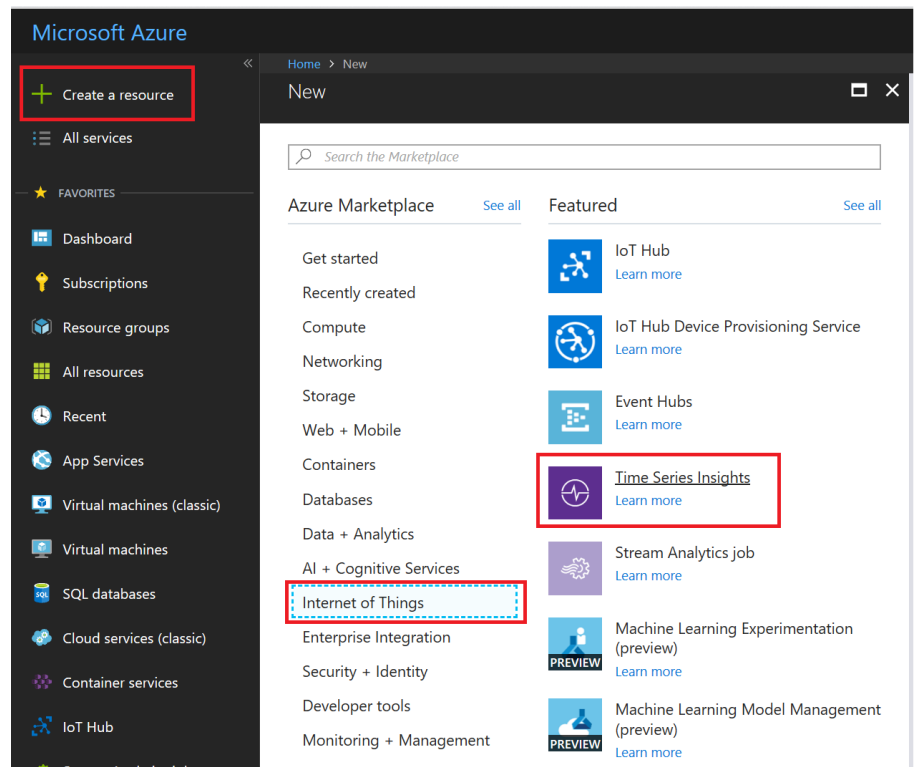 Microsoft Azure
«
Create a resource
All services
FAVORITES
Dashboard
Subscriptions
Resource groups
All resources
Recent
App Services
Virtual machines (classic)
Virtual machines
SQL databases
Cloud services (classic)
Container services
IoT Hub
Home > New
New
Search the Marketplace
Azure Marketplace See all
Get started
Recently created
Compute
Networking
Storage
Web + Mobile
Containers
Databases
Data + Analytics
AI + Cognitive Services
Internet of Things
Enterprise Integration
Security + Identity
Developer tools
Monitoring + Management
Featured See all
IoT Hub
Learn more
IoT Hub Device Provisioning Service
Learn more
Event Hubs
Learn more
Time Series Insights
Learn more
Stream Analytics job
Learn more
PREVIEW
Machine Learning Experimentation
(preview)
Learn more
PREVIEW
Machine Learning Model Management
(preview)
Learn more